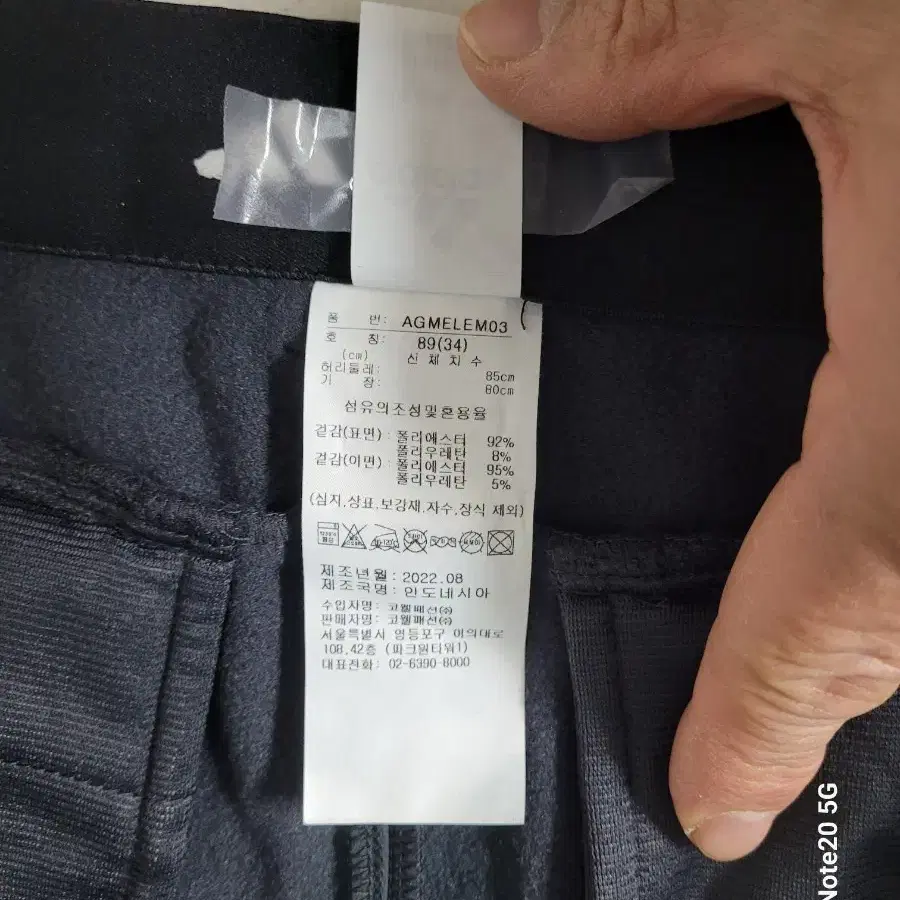 품 번: AGMELEM03
호 칭: 89(34)
(cm) 신 체 치 수
허리둘레: 85cm
기 장: 80cm
섬유의조성및혼용율
겉감(표면) : 폴리에스터 92%
폴리우레탄 8%
겉감(이면) : 폴리에스터 95%
폴리우레탄 5%
(심지,상표,보강재,자수,장식 제외)
제조년월 : 2022.08
제조국명 : 인도네시아
수입자명: 코웰패션㈜
판매자명: 코웰패션㈜
서울특별시 영등포구 여의대로
108,42층 (파크원타워1)
대표전화: 02-6390-8000
Note20 5G